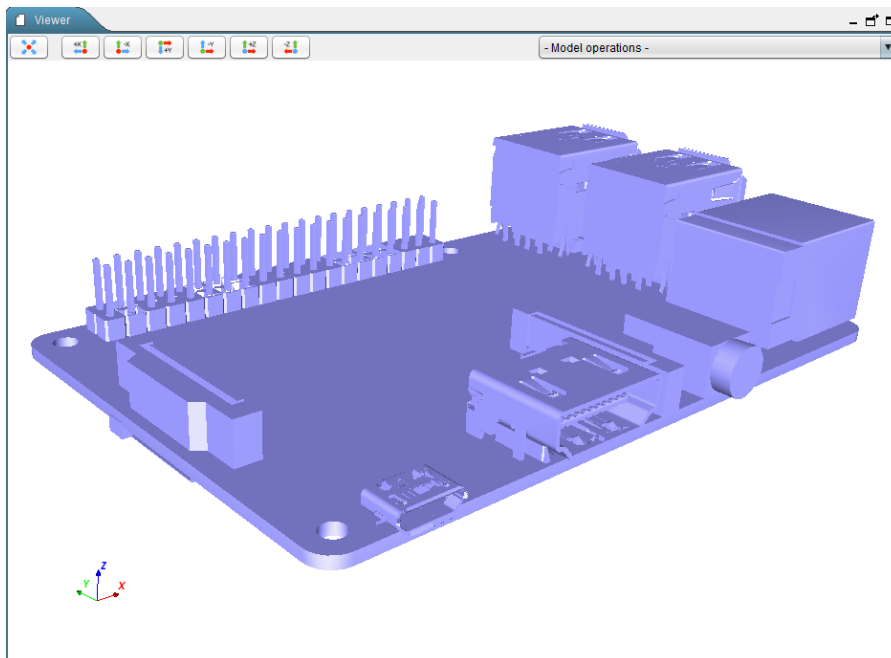 Viewer
+X -X +Y -Y +Z -Z
- Model operations -
Z
Y X